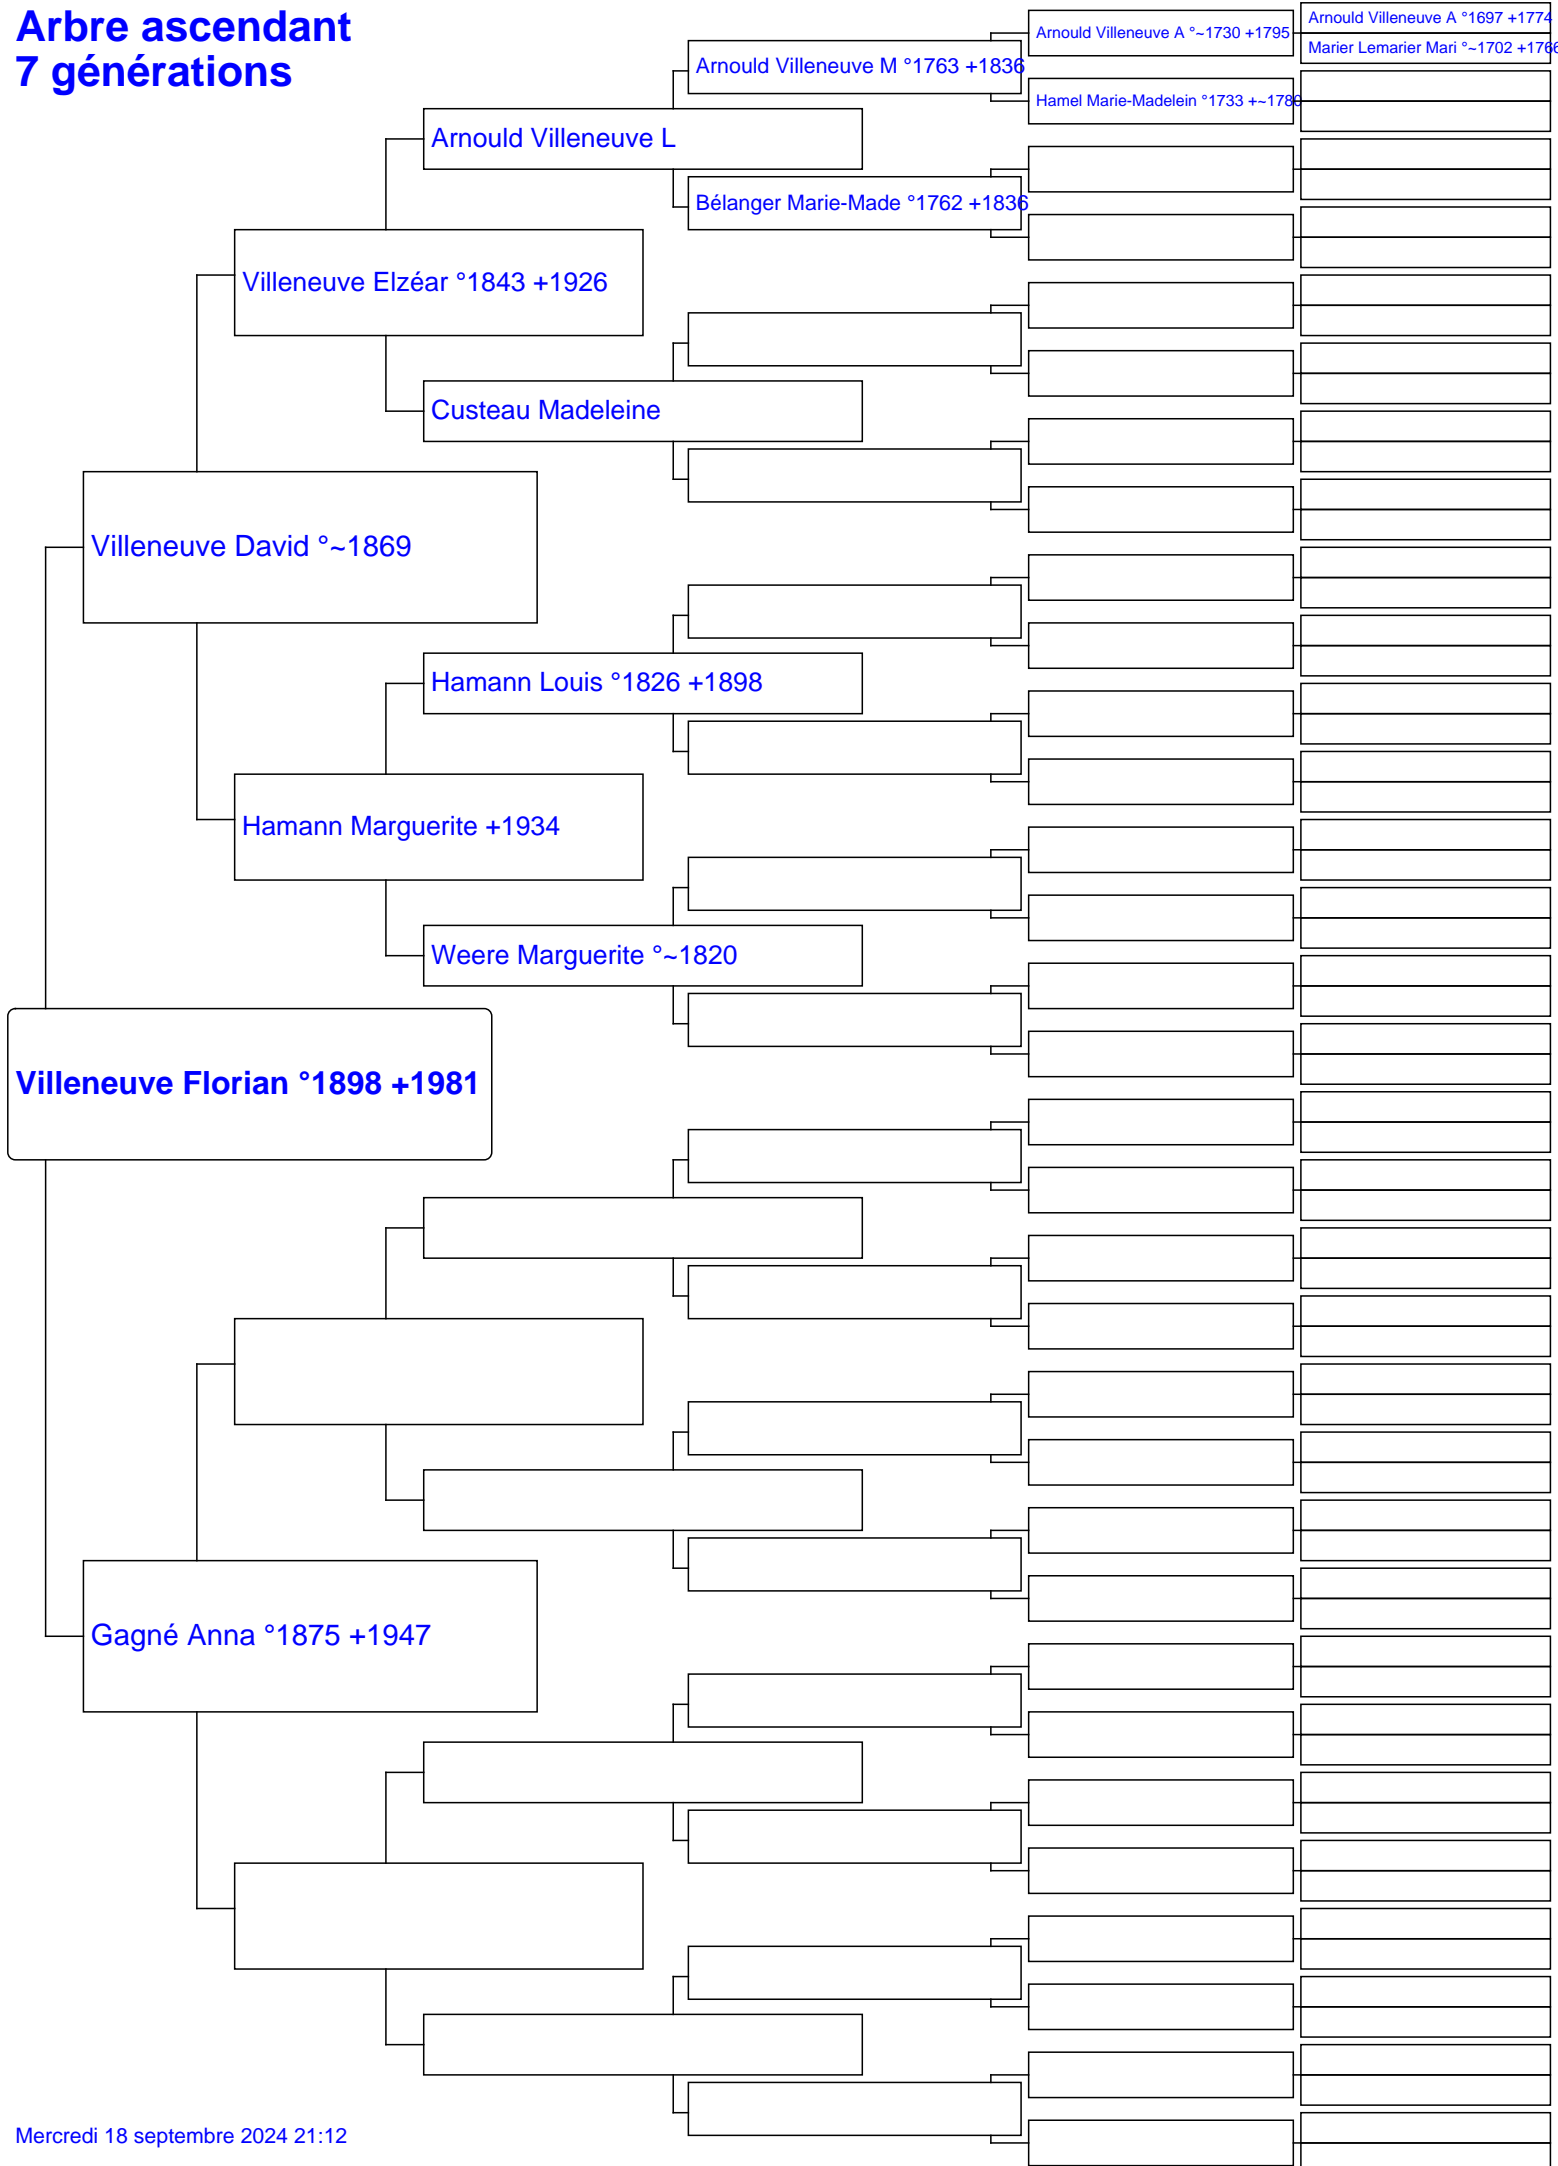 Arbre ascendant
7 générations
Arnould Villeneuve A °1697 +1774
Arnould Villeneuve A °~1730 +1795
Marier Lemarier Mari °~1702 +1766
Arnould Villeneuve M °1763 +1836
Hamel Marie-Madelein °1733 +~1780
Arnould Villeneuve L
Bélanger Marie-Made °1762 +1836
Villeneuve Elzéar °1843 +1926
Custeau Madeleine
Villeneuve David °~1869
Hamann Louis °1826 +1898
Hamann Marguerite +1934
Weere Marguerite °~1820
Villeneuve Florian °1898 +1981
Gagné Anna °1875 +1947
Mercredi 18 septembre 2024 21:12